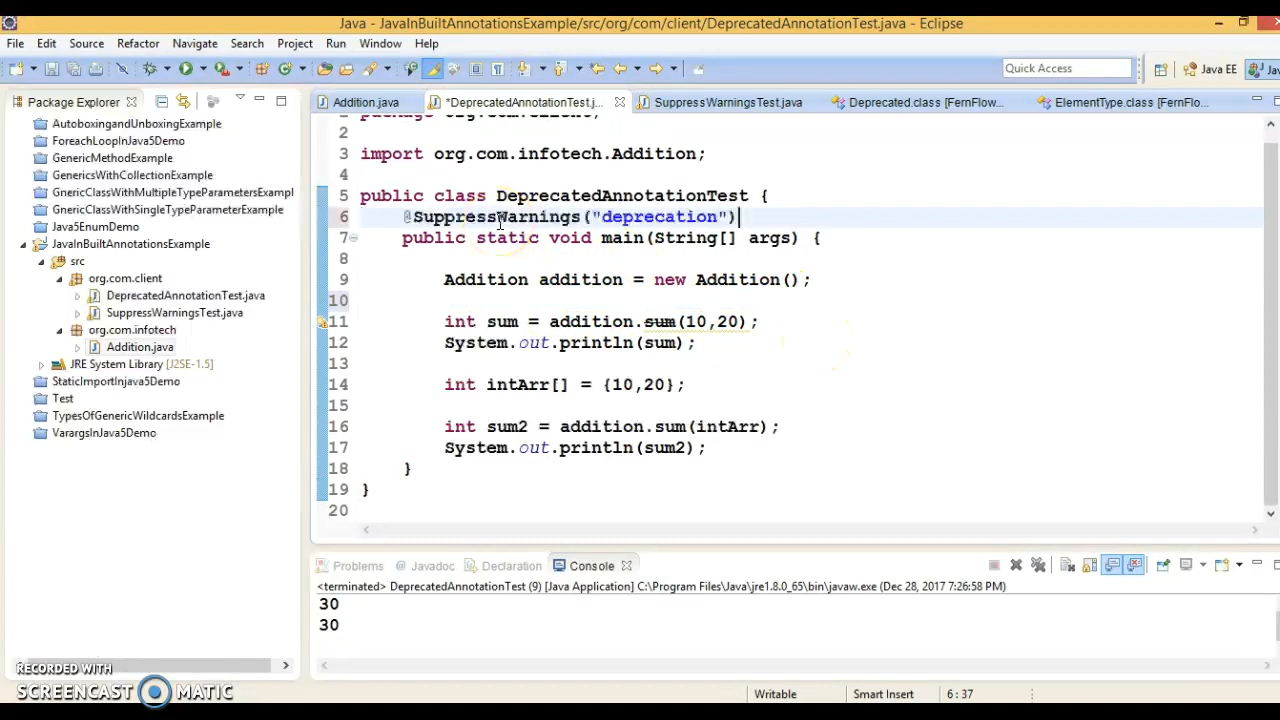 Java - JavaInBuiltAnnotationsExample/src/org/com/client/DeprecatedAnnotationTest.java - Eclipse
File Edit Source Refactor Navigate Search Project Run Window Help
Quick Access
Java EE
Jav
Package Explorer
Addition.java
*DeprecatedAnnotationTest.j...
SuppressWarningsTest.java
Deprecated.class [FernFlow...
ElementType.class [FernFlo...
AutoboxingandUnboxingExample
ForeachLoopInJava5Demo
GenericMethodExample
GenericsWithCollectionExample
GnericClassWithMultipleTypeParametersExampl
GnericClassWithSingleTypeParameterExample
Java5EnumDemo
JavaInBuiltAnnotationsExample
src
org.com.client
DeprecatedAnnotationTest.java
SuppressWarningsTest.java
org.com.infotech
Addition.java
JRE System Library [J2SE-1.5]
StaticImportInjava5Demo
Test
TypesOfGenericWildcardsExample
VarargsInJava5Demo
1 package org.com.client;
2
3 import org.com.infotech.Addition;
4
5 public class DeprecatedAnnotationTest {
6 @SuppressWarnings("deprecation")
7 public static void main(String[] args) {
8
9 Addition addition = new Addition();
10
11 int sum = addition.sum(10,20);
12 System.out.println(sum);
13
14 int intArr[] = {10,20};
15
16 int sum2 = addition.sum(intArr);
17 System.out.println(sum2);
18 }
19 }
20
Problems @ Javadoc Declaration Console
<terminated> DeprecatedAnnotationTest (9) [Java Application] C:\Program Files\Java\jre1.8.0_65\bin\javaw.exe (Dec 28, 2017 7:26:58 PM)
30
30
RECORDED WITH
SCREENCAST MATIC
Writable
Smart Insert
6 : 37